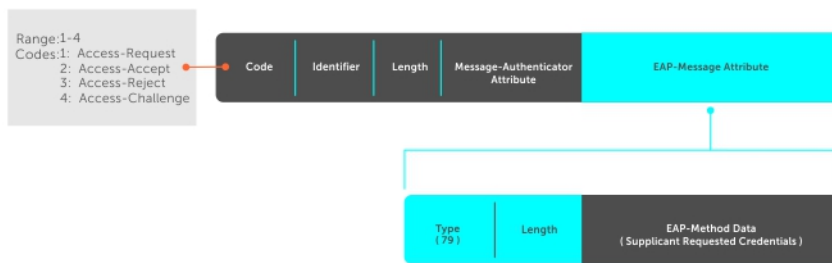 Range:1-4
Codes:1: Access-Request
2: Access-Accept
3: Access-Reject
4: Access-Challenge
Code
Identifier
Length
Message-Authenticator
Attribute
EAP-Message Attribute
Type
( 79 )
Length
EAP-Method Data
( Supplicant Requested Credentials )